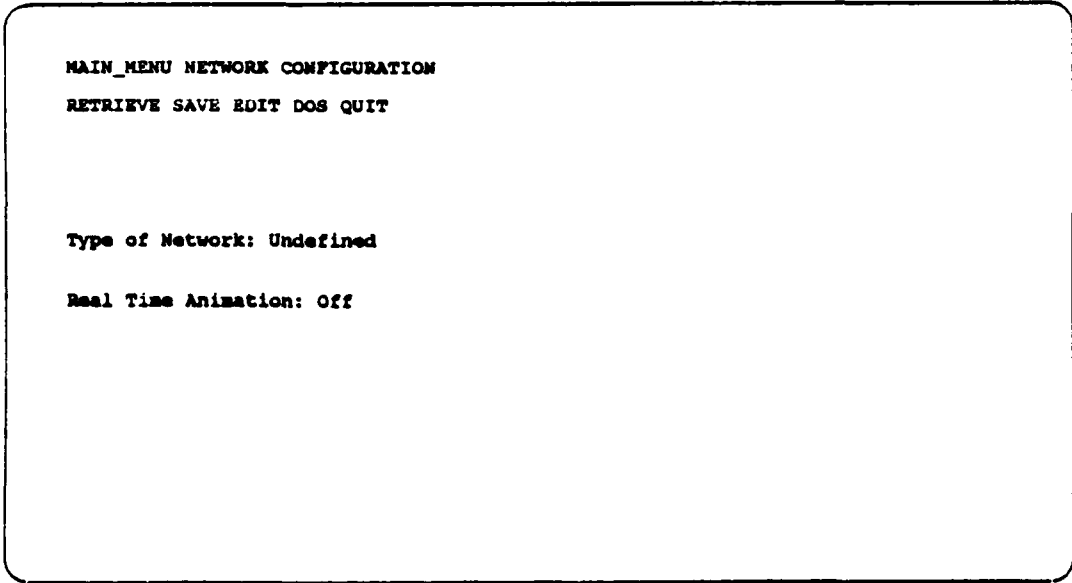 MAIN_MENU NETWORK CONFIGURATION
RETRIEVE SAVE EDIT DOS QUIT
Type of Network: Undefined
Real Time Animation: Off